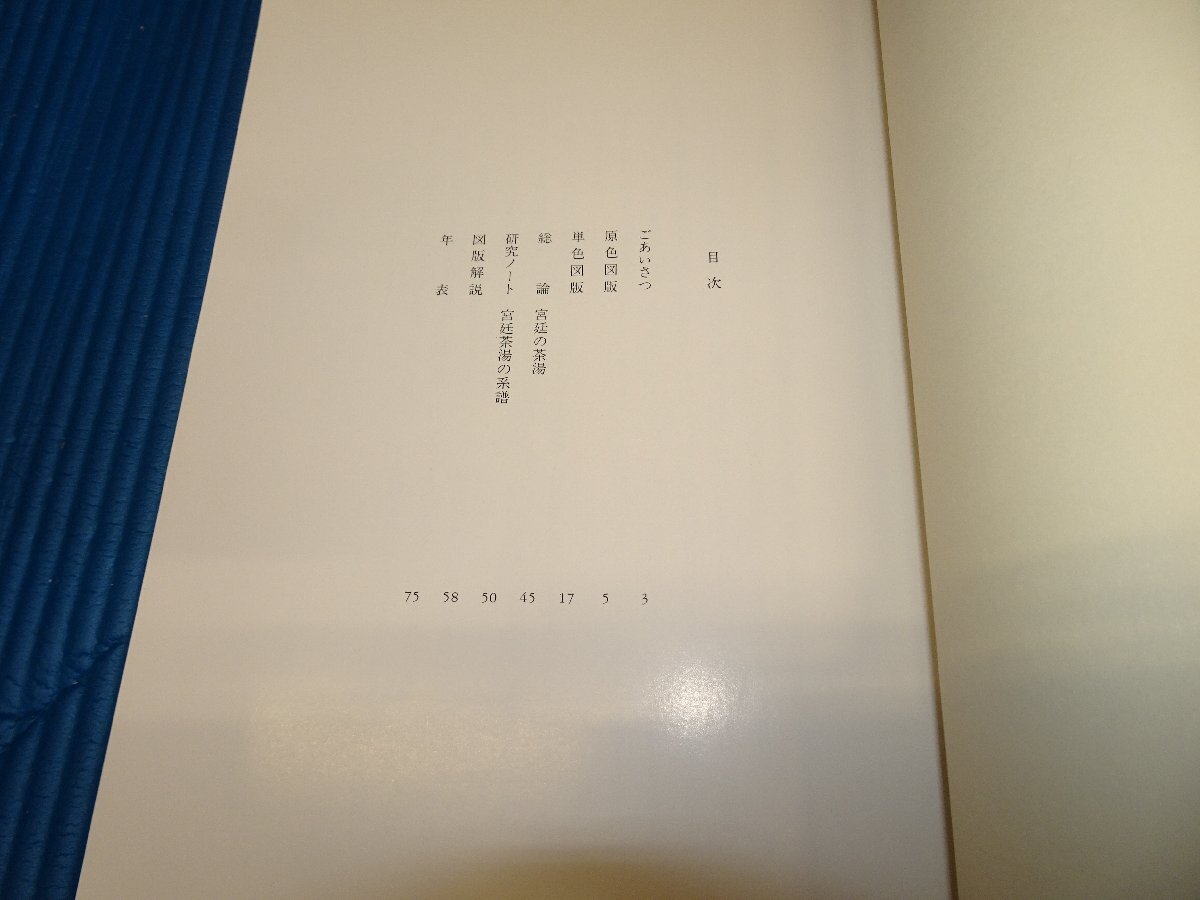 目次
ごあいさつ 3
原色図版 5
単色図版 17
総論 宮廷の茶湯 45
研究ノート 宮廷茶湯の系譜 50
図版解説 58
年表 75